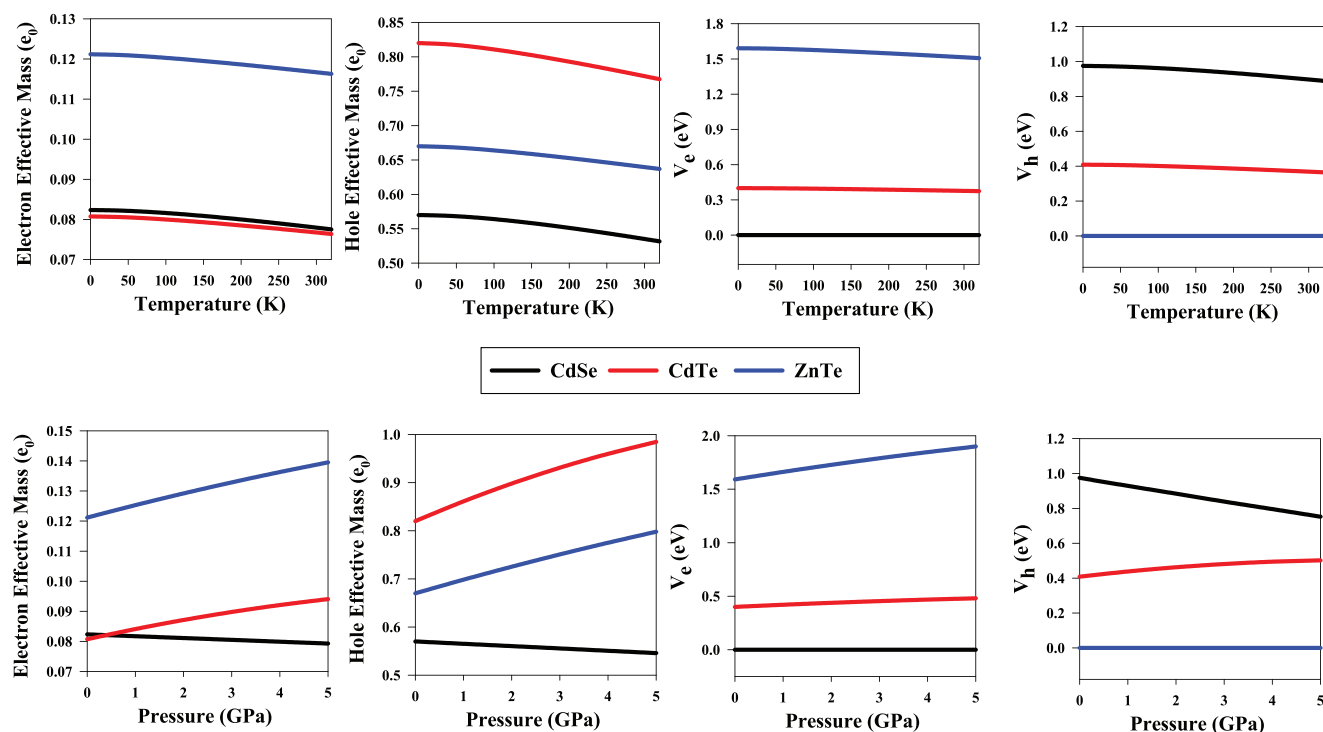 Electron Effective Mass (e0)
0.13
0.12
0.11
0.10
0.09
0.08
0.07
0 50 100 150 200 250 300
Temperature (K)
Hole Effective Mass (e0)
0.85
0.80
0.75
0.70
0.65
0.60
0.55
0.50
0 50 100 150 200 250 300
Temperature (K)
Ve (eV)
1.8
1.5
1.2
0.9
0.6
0.3
0.0
0 50 100 150 200 250 300
Temperature (K)
Vh (eV)
1.2
1.0
0.8
0.6
0.4
0.2
0.0
0 50 100 150 200 250 300
Temperature (K)
CdSe CdTe ZnTe
Electron Effective Mass (e0)
0.15
0.14
0.13
0.12
0.11
0.10
0.09
0.08
0.07
0 1 2 3 4 5
Pressure (GPa)
Hole Effective Mass (e0)
1.0
0.9
0.8
0.7
0.6
0.5
0 1 2 3 4 5
Pressure (GPa)
Ve (eV)
2.0
1.5
1.0
0.5
0.0
0 1 2 3 4 5
Pressure (GPa)
Vh (eV)
1.2
1.0
0.8
0.6
0.4
0.2
0.0
0 1 2 3 4 5
Pressure (GPa)